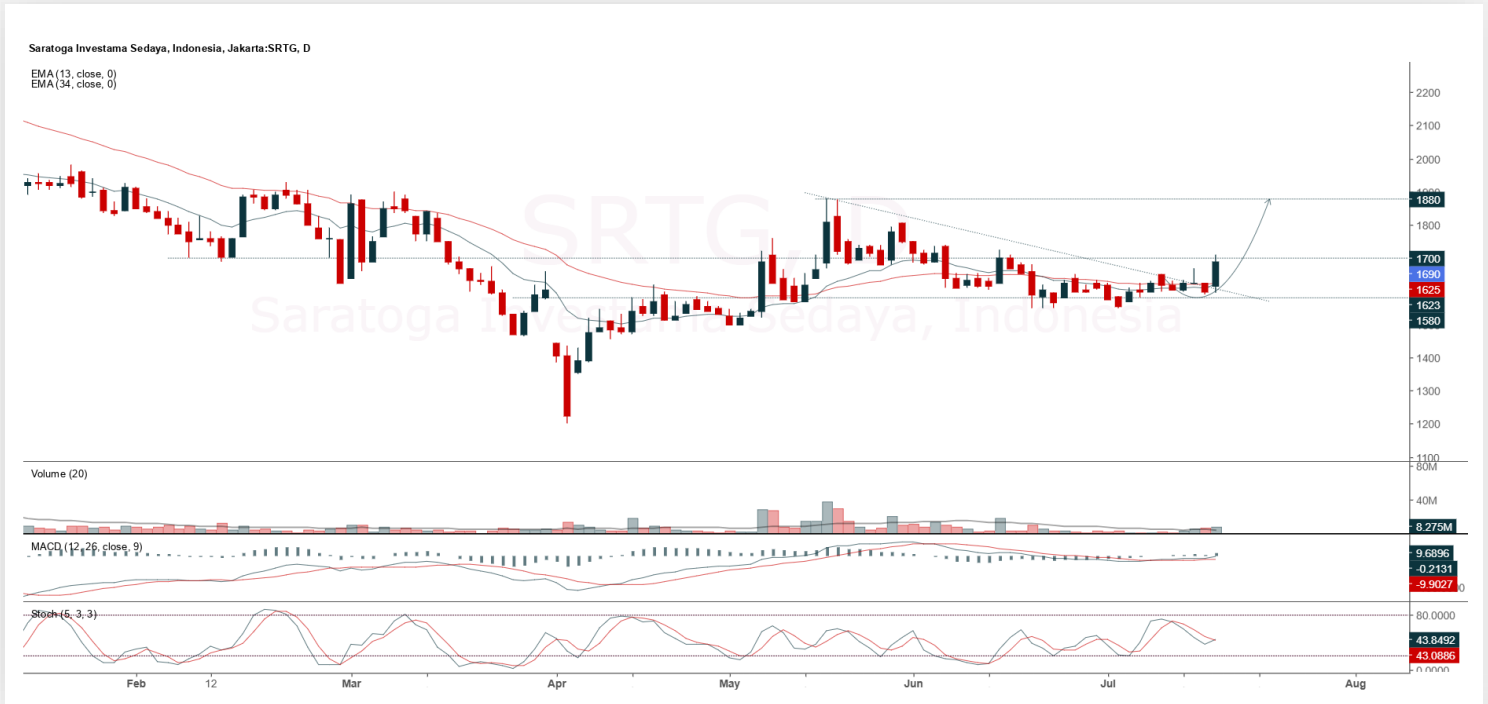 Saratoga Investama Sedaya, Indonesia, Jakarta:SRTG, D
EMA (13, close, 0)
EMA (34, close, 0)
SRTG, D
Saratoga Investama Sedaya, Indonesia
2200
2100
2000
1900
1880
1800
1700
1690
1625
1623
1580
1400
1300
1200
1100
Volume (20)
80M
40M
8.275M
MACD (12, 26, close, 9)
9.6896
-0.2131
-9.9027
Stoch (5, 3, 3)
80.0000
43.8492
43.0886
0.0000
Feb 12 Mar Apr May Jun Jul Aug